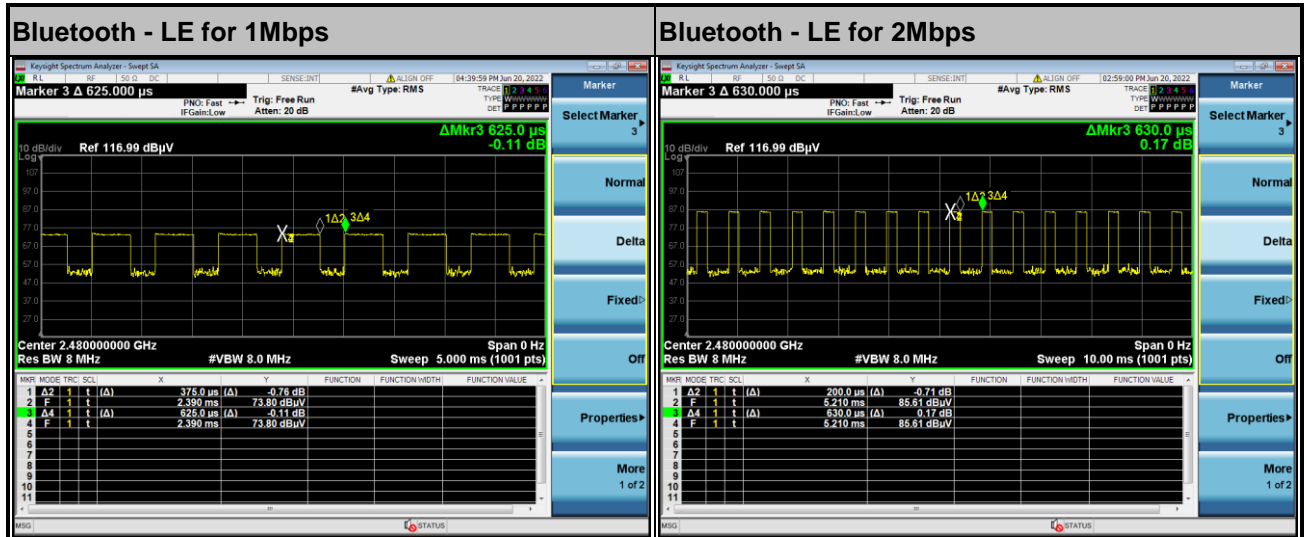 Bluetooth - LE for 1Mbps
Keysight Spectrum Analyzer - Swept SA
RL RF 50 Ω DC SENSE:INT ALIGN OFF 04:39:59 PM Jun 20, 2022
Marker 3 Δ 625.000 µs
PNO: Fast
IFGain:Low
Trig: Free Run
Atten: 20 dB
#Avg Type: RMS
TRACE 1 2 3 4 5 6
TYPE WWWWWW
DET P P P P P P
ΔMkr3 625.0 µs
-0.11 dB
10 dB/div Ref 116.99 dBµV
Log
107
97.0
87.0
77.0
67.0
57.0
47.0
37.0
27.0
1Δ2 3Δ4
Center 2.480000000 GHz Span 0 Hz
Res BW 8 MHz #VBW 8.0 MHz Sweep 5.000 ms (1001 pts)
MKR MODE TRC SCL X Y FUNCTION FUNCTION WIDTH FUNCTION VALUE
1 Δ2 1 t (Δ) 375.0 µs (Δ) -0.76 dB
2 F 1 t 2.390 ms 73.80 dBµV
3 Δ4 1 t (Δ) 625.0 µs (Δ) -0.11 dB
4 F 1 t 2.390 ms 73.80 dBµV
5
6
7
8
9
10
11
MSG STATUS
Marker
Select Marker
3
Normal
Delta
Fixed
Off
Properties
More
1 of 2
Bluetooth - LE for 2Mbps
Keysight Spectrum Analyzer - Swept SA
RL RF 50 Ω DC SENSE:INT ALIGN OFF 02:59:00 PM Jun 20, 2022
Marker 3 Δ 630.000 µs
PNO: Fast
IFGain:Low
Trig: Free Run
Atten: 20 dB
#Avg Type: RMS
TRACE 1 2 3 4 5 6
TYPE WWWWWW
DET P P P P P P
ΔMkr3 630.0 µs
0.17 dB
10 dB/div Ref 116.99 dBµV
Log
107
97.0
87.0
77.0
67.0
57.0
47.0
37.0
27.0
1Δ2 3Δ4
Center 2.480000000 GHz Span 0 Hz
Res BW 8 MHz #VBW 8.0 MHz Sweep 10.00 ms (1001 pts)
MKR MODE TRC SCL X Y FUNCTION FUNCTION WIDTH FUNCTION VALUE
1 Δ2 1 t (Δ) 200.0 µs (Δ) -0.71 dB
2 F 1 t 5.210 ms 85.61 dBµV
3 Δ4 1 t (Δ) 630.0 µs (Δ) 0.17 dB
4 F 1 t 5.210 ms 85.61 dBµV
5
6
7
8
9
10
11
MSG STATUS
Marker
Select Marker
3
Normal
Delta
Fixed
Off
Properties
More
1 of 2